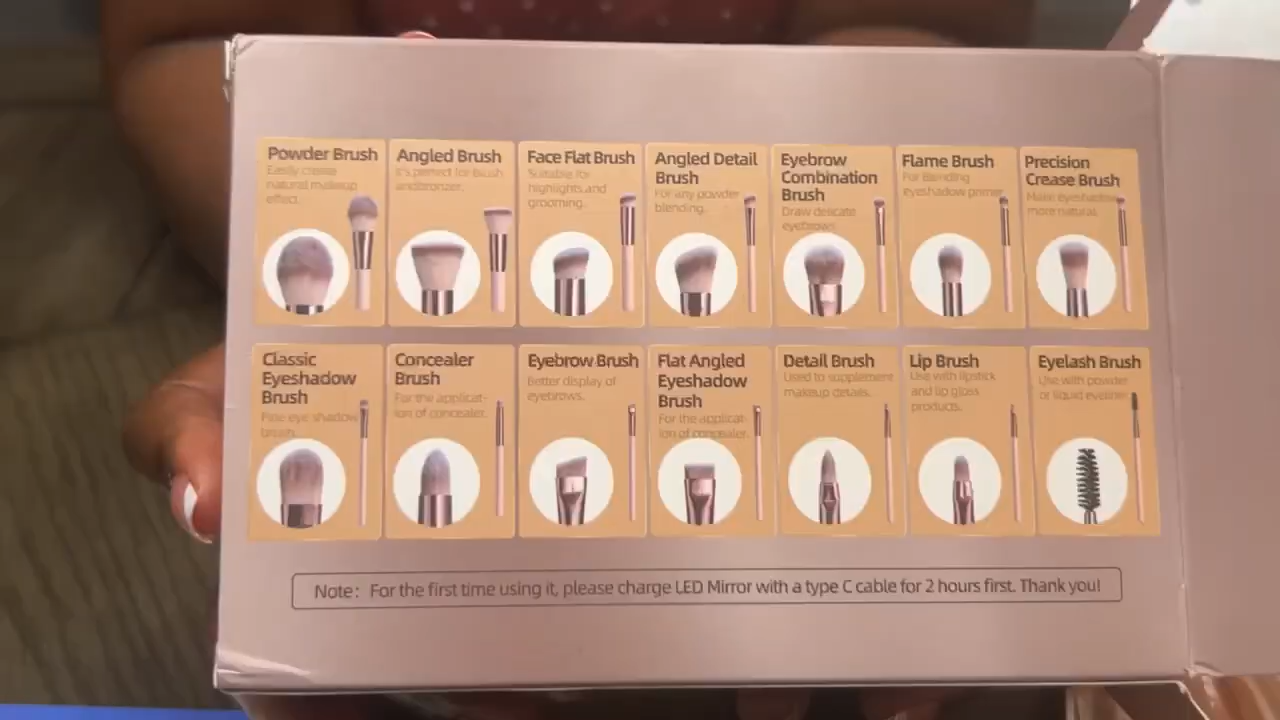 Powder Brush
Easily create
natural makeup
effect.
Angled Brush
It's perfect for blush
and bronzer.
Face Flat Brush
Suitable for
highlights and
grooming.
Angled Detail
Brush
For any powder
blending.
Eyebrow
Combination
Brush
Draw delicate
eyebrows.
Flame Brush
For Blending
eyeshadow primer
Precision
Crease Brush
Make eyeshadow
more natural.
Classic
Eyeshadow
Brush
Fine eye shadow
brush.
Concealer
Brush
For the applicat-
ion of concealer.
Eyebrow Brush
Better display of
eyebrows.
Flat Angled
Eyeshadow
Brush
For the applicat-
ion of concealer.
Detail Brush
Used to supplement
makeup details.
Lip Brush
Use with lipstick
and lip gloss
products.
Eyelash Brush
Use with powder
or liquid eyeliner
Note: For the first time using it, please charge LED Mirror with a type C cable for 2 hours first. Thank you!